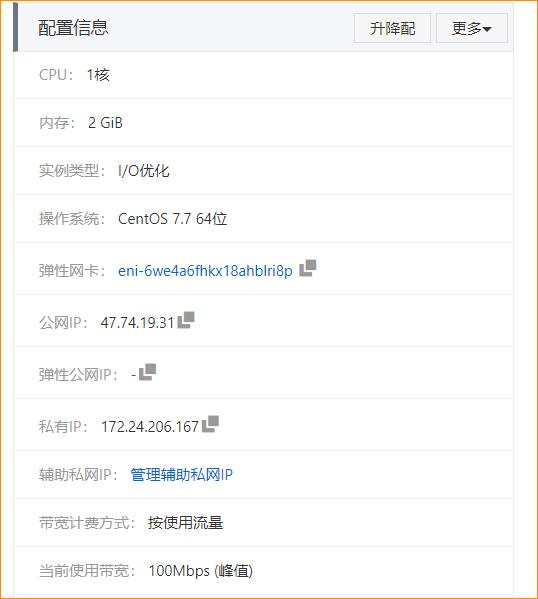 配置信息 升降配 更多
CPU： 1核
内存： 2 GiB
实例类型： I/O优化
操作系统： CentOS 7.7 64位
弹性网卡： eni-6we4a6fhkx18ahblri8p
公网IP： 47.74.19.31
弹性公网IP： -
私有IP： 172.24.206.167
辅助私网IP： 管理辅助私网IP
带宽计费方式： 按使用流量
当前使用带宽： 100Mbps (峰值)